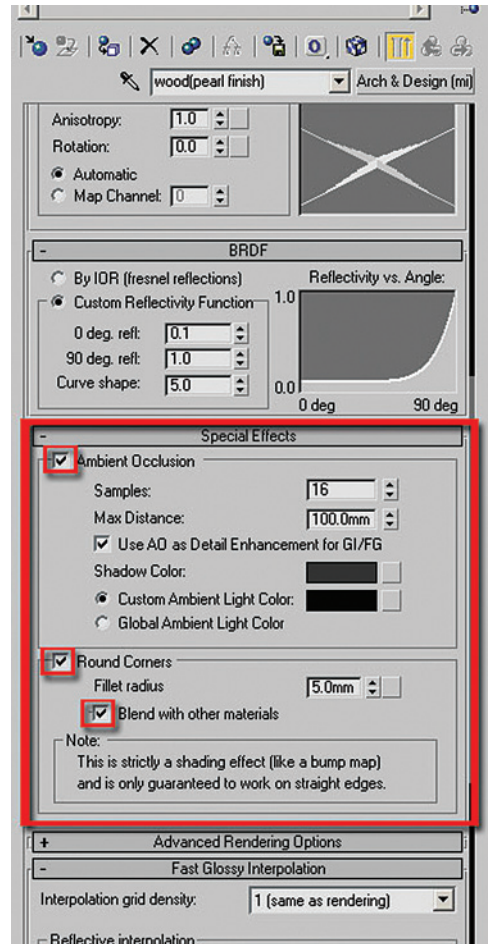 wood(pearl finish)
Arch & Design (mi)
Anisotropy: 1.0
Rotation: 0.0
Automatic
Map Channel: 0
- BRDF
By IOR (fresnel reflections)
Reflectivity vs. Angle:
Custom Reflectivity Function
1.0
0 deg. refl: 0.1
90 deg. refl: 1.0
Curve shape: 5.0
0.0
0 deg 90 deg
- Special Effects
Ambient Occlusion
Samples: 16
Max Distance: 100.0mm
Use AO as Detail Enhancement for GI/FG
Shadow Color:
Custom Ambient Light Color:
Global Ambient Light Color
Round Corners
Fillet radius 5.0mm
Blend with other materials
Note:
This is strictly a shading effect (like a bump map)
and is only guaranteed to work on straight edges.
+ Advanced Rendering Options
- Fast Glossy Interpolation
Interpolation grid density: 1 (same as rendering)
Reflective interpolation